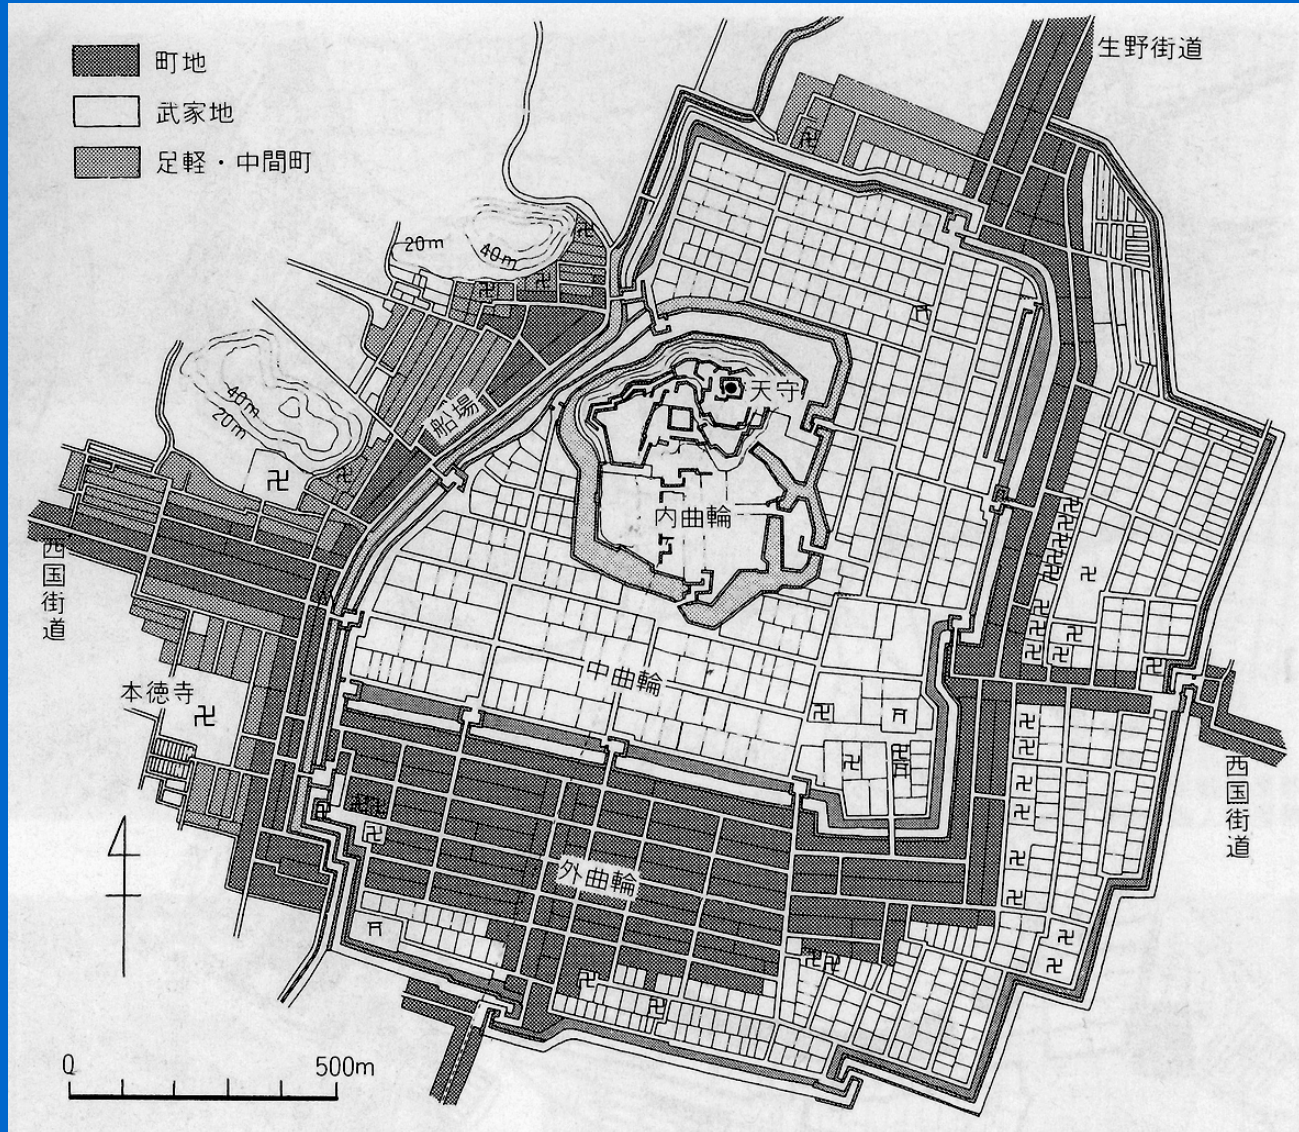 町地
武家地
足軽・中間町
生野街道
20m
40m
40m
20m
船場
天守
内曲輪
西国街道
中曲輪
本徳寺
西国街道
外曲輪
0 500m